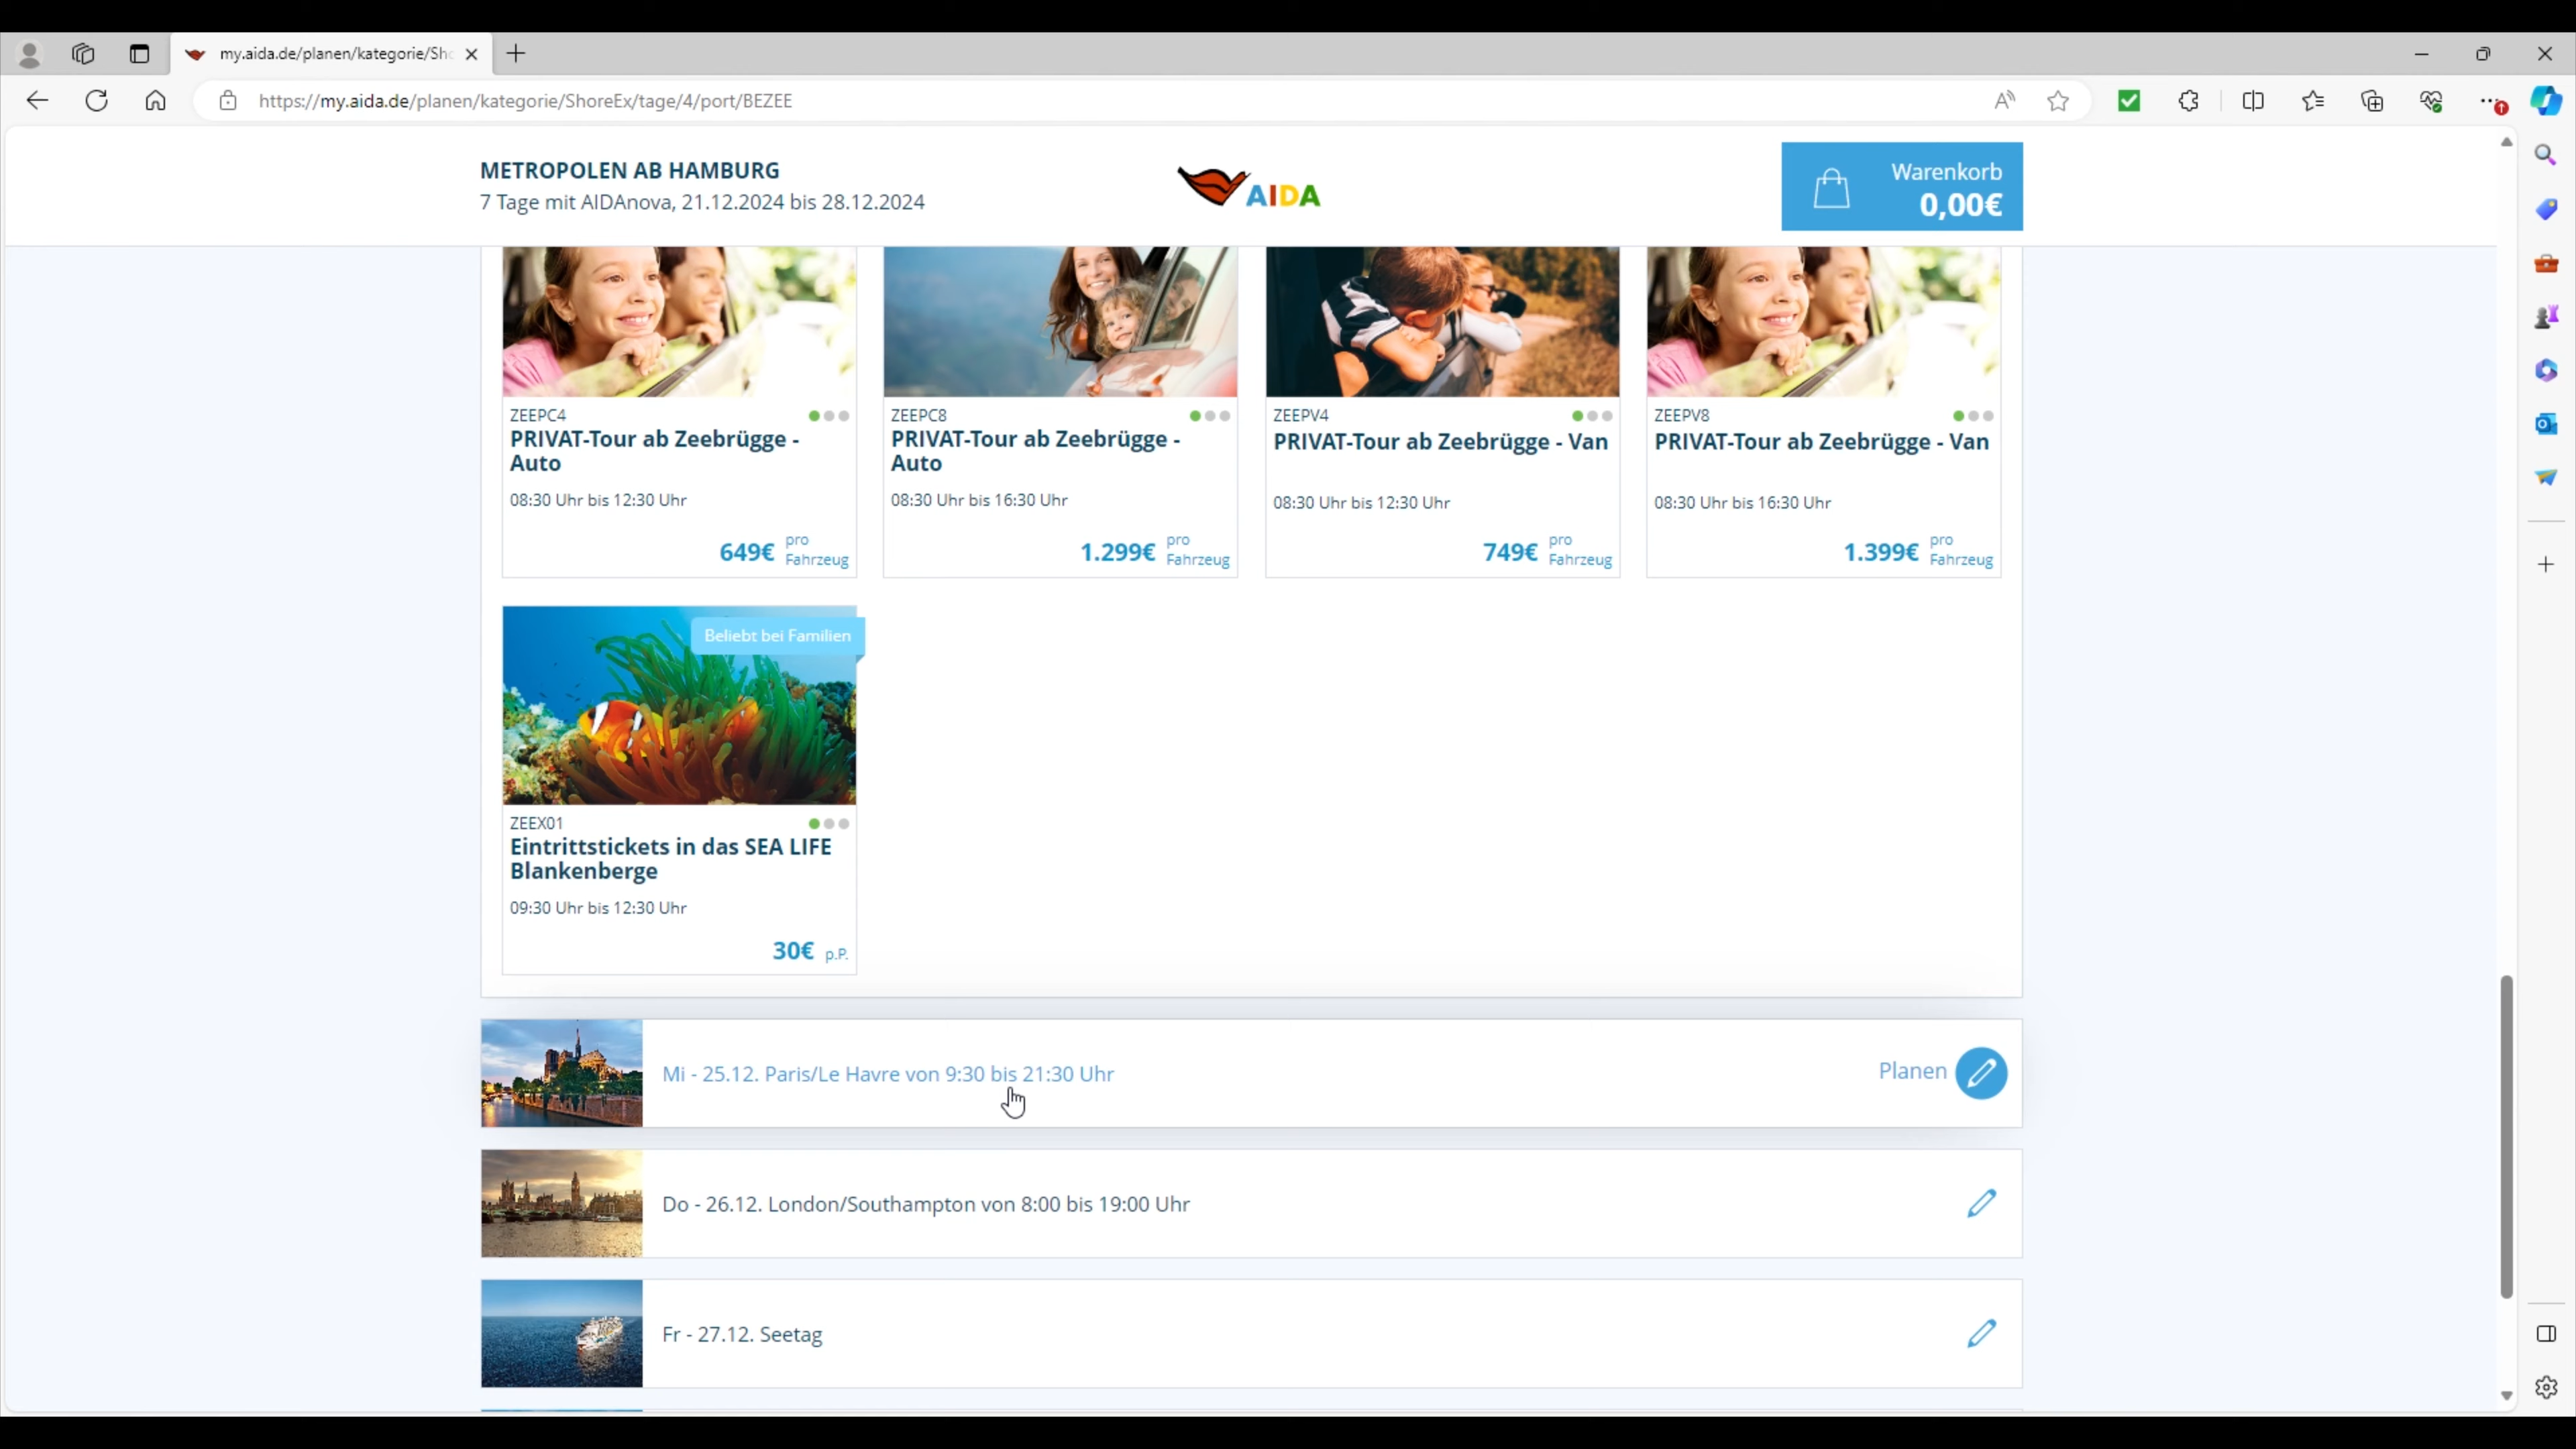 my.aida.de/planen/kategorie/Sho
https://my.aida.de/planen/kategorie/ShoreEx/tage/4/port/BEZEE
METROPOLEN AB HAMBURG
7 Tage mit AIDAnova, 21.12.2024 bis 28.12.2024
AIDA
Warenkorb
0,00€
ZEEPC4
PRIVAT-Tour ab Zeebrügge -
Auto
08:30 Uhr bis 12:30 Uhr
649€ pro
Fahrzeug
ZEEPC8
PRIVAT-Tour ab Zeebrügge -
Auto
08:30 Uhr bis 16:30 Uhr
1.299€ pro
Fahrzeug
ZEEPV4
PRIVAT-Tour ab Zeebrügge - Van
08:30 Uhr bis 12:30 Uhr
749€ pro
Fahrzeug
ZEEPV8
PRIVAT-Tour ab Zeebrügge - Van
08:30 Uhr bis 16:30 Uhr
1.399€ pro
Fahrzeug
Beliebt bei Familien
ZEEX01
Eintrittstickets in das SEA LIFE
Blankenberge
09:30 Uhr bis 12:30 Uhr
30€ p.P.
Mi - 25.12. Paris/Le Havre von 9:30 bis 21:30 Uhr
Planen
Do - 26.12. London/Southampton von 8:00 bis 19:00 Uhr
Fr - 27.12. Seetag